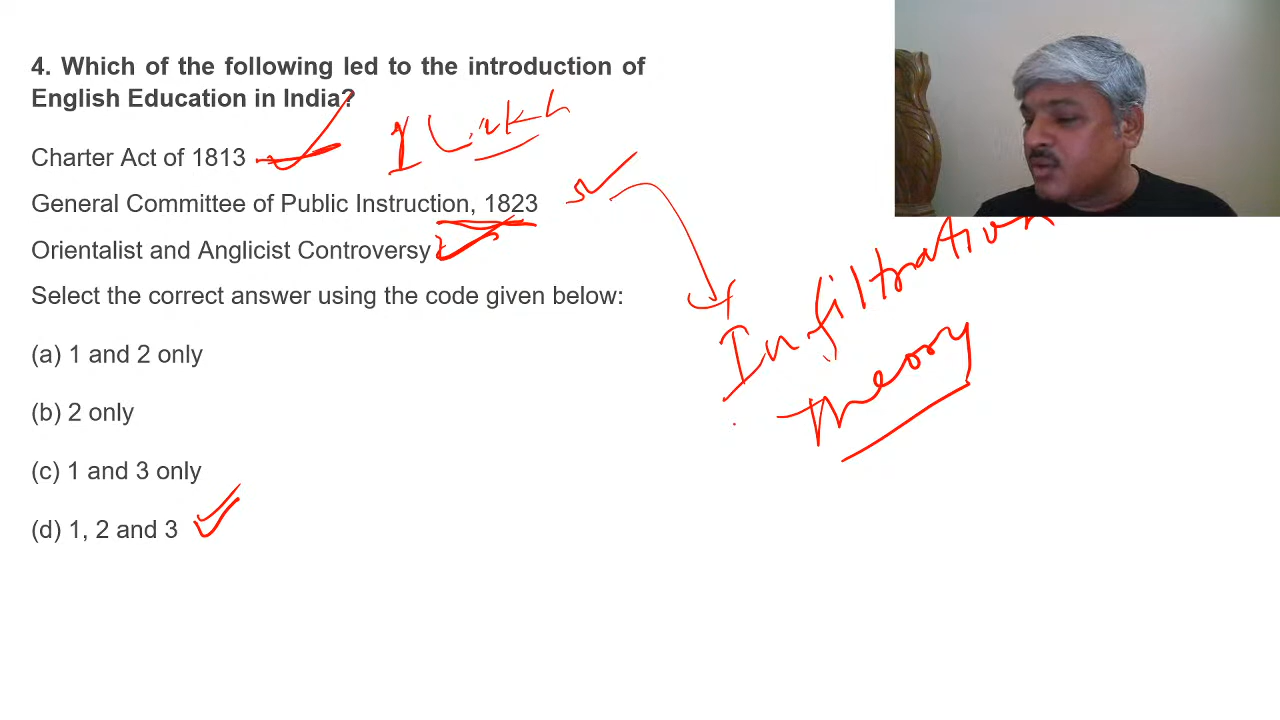 4. Which of the following led to the introduction of
English Education in India?
1 Lakh
Charter Act of 1813
General Committee of Public Instruction, 1823
Orientalist and Anglicist Controversy
Infiltration
Theory
Select the correct answer using the code given below:
(a) 1 and 2 only
(b) 2 only
(c) 1 and 3 only
(d) 1, 2 and 3